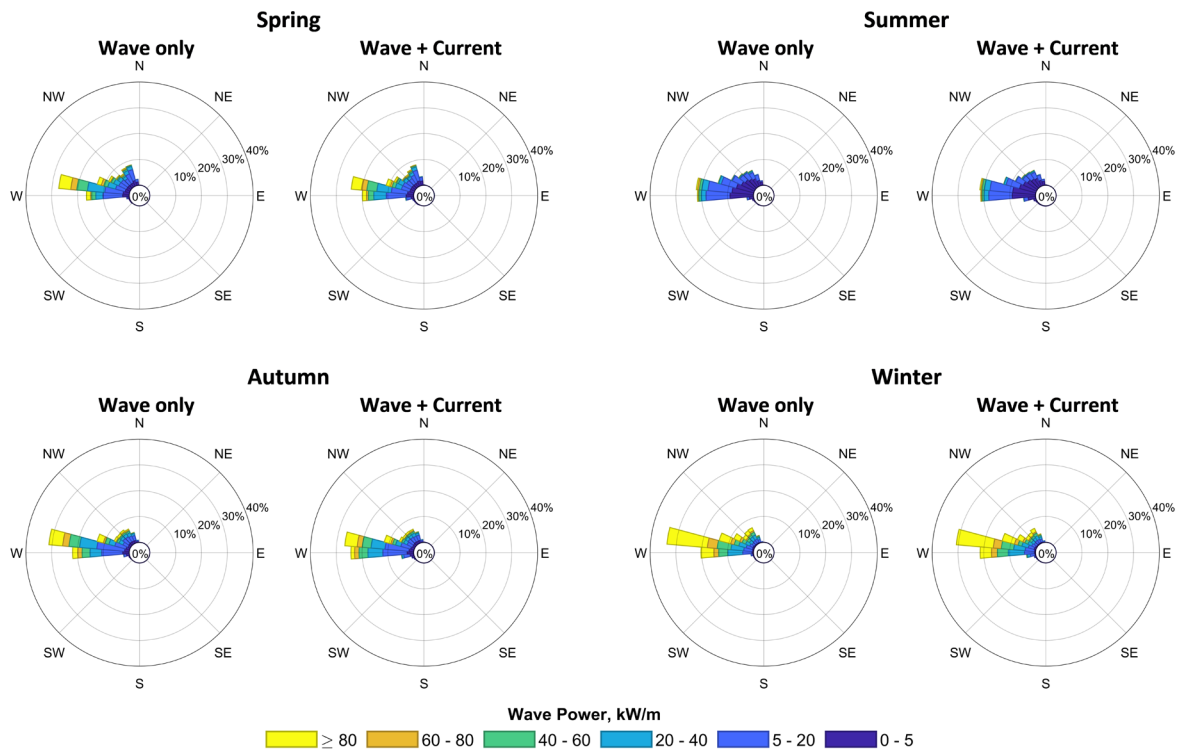 Spring
Summer
Wave only
Wave + Current
Wave only
Wave + Current
N
N
N
N
NW
NE
NW
NE
NW
NE
NW
NE
40%
30%
20%
10%
40%
30%
20%
10%
40%
30%
20%
10%
40%
30%
20%
10%
W
0%
E
W
0%
E
W
0%
E
W
0%
E
SW
SE
SW
SE
SW
SE
SW
SE
S
S
S
S
Autumn
Winter
Wave only
Wave + Current
Wave only
Wave + Current
N
N
N
N
NW
NE
NW
NE
NW
NE
NW
NE
40%
30%
20%
10%
40%
30%
20%
10%
40%
30%
20%
10%
40%
30%
20%
10%
W
0%
E
W
0%
E
W
0%
E
W
0%
E
SW
SE
SW
SE
SW
SE
SW
SE
S
S
S
S
Wave Power, kW/m
≥ 80 60 - 80 40 - 60 20 - 40 5 - 20 0 - 5